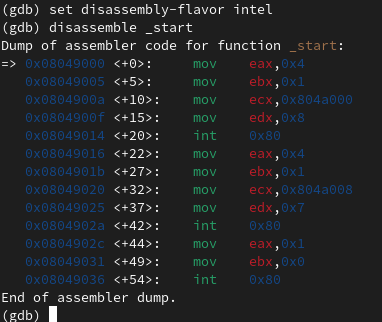 (gdb) set disassembly-flavor intel
(gdb) disassemble _start
Dump of assembler code for function _start:
=> 0x08049000 <+0>:     mov    eax,0x4
   0x08049005 <+5>:     mov    ebx,0x1
   0x0804900a <+10>:    mov    ecx,0x804a000
   0x0804900f <+15>:    mov    edx,0x8
   0x08049014 <+20>:    int    0x80
   0x08049016 <+22>:    mov    eax,0x4
   0x0804901b <+27>:    mov    ebx,0x1
   0x08049020 <+32>:    mov    ecx,0x804a008
   0x08049025 <+37>:    mov    edx,0x7
   0x0804902a <+42>:    int    0x80
   0x0804902c <+44>:    mov    eax,0x1
   0x08049031 <+49>:    mov    ebx,0x0
   0x08049036 <+54>:    int    0x80
End of assembler dump.
(gdb)